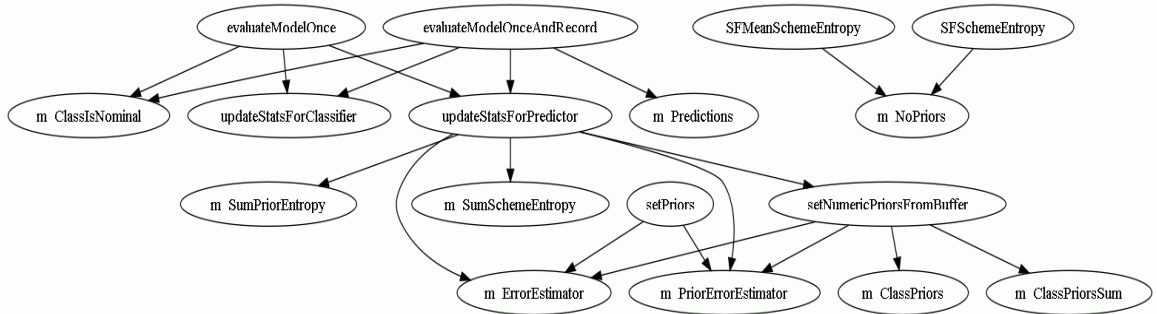 evaluateModelOnce
evaluateModelOnceAndRecord
SFMeanSchemeEntropy
SFSchemeEntropy
m_ClassIsNominal
updateStatsForClassifier
updateStatsForPredictor
m_Predictions
m_NoPriors
m_SumPriorEntropy
m_SumSchemeEntropy
setPriors
setNumericPriorsFromBuffer
m_ErrorEstimator
m_PriorErrorEstimator
m_ClassPriors
m_ClassPriorsSum